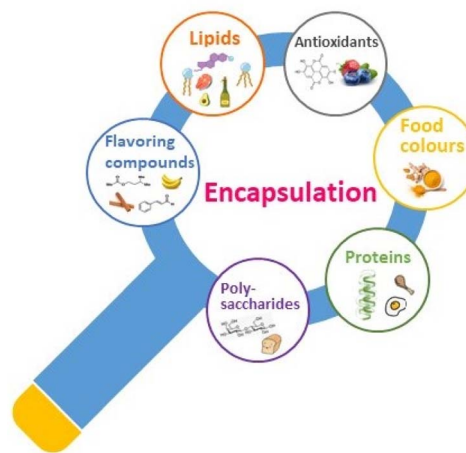 Lipids
Antioxidants
Flavoring
compounds
Food
colours
Encapsulation
Proteins
Poly-
saccharides